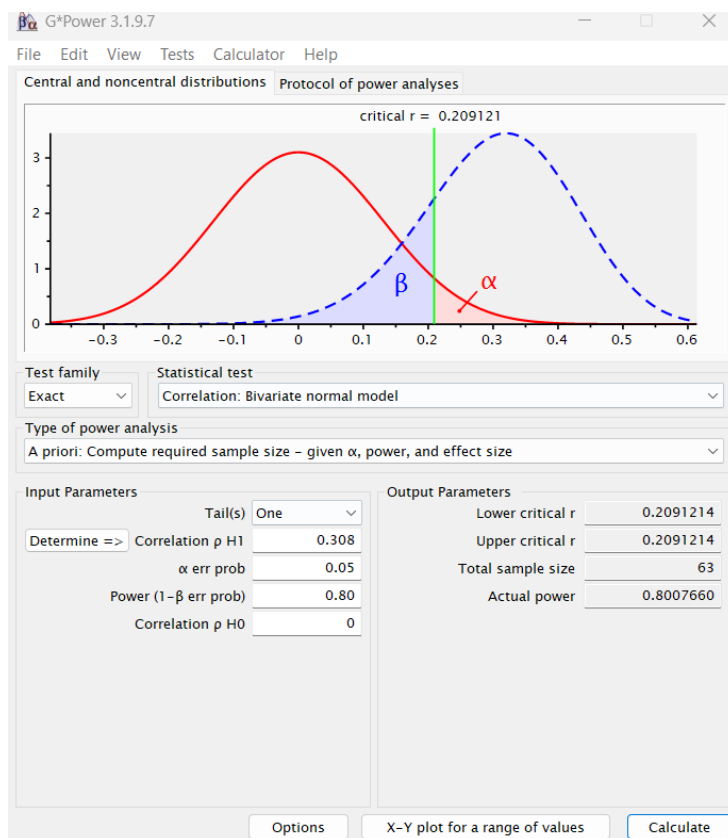 βα G*Power 3.1.9.7
File Edit View Tests Calculator Help
Central and noncentral distributions Protocol of power analyses
critical r = 0.209121
3
2
1
0
β
α
-0.3 -0.2 -0.1 0 0.1 0.2 0.3 0.4 0.5 0.6
Test family Statistical test
Exact Correlation: Bivariate normal model
Type of power analysis
A priori: Compute required sample size – given α, power, and effect size
Input Parameters
Tail(s) One
Determine => Correlation ρ H1 0.308
α err prob 0.05
Power (1-β err prob) 0.80
Correlation ρ H0 0
Output Parameters
Lower critical r 0.2091214
Upper critical r 0.2091214
Total sample size 63
Actual power 0.8007660
Options X-Y plot for a range of values Calculate